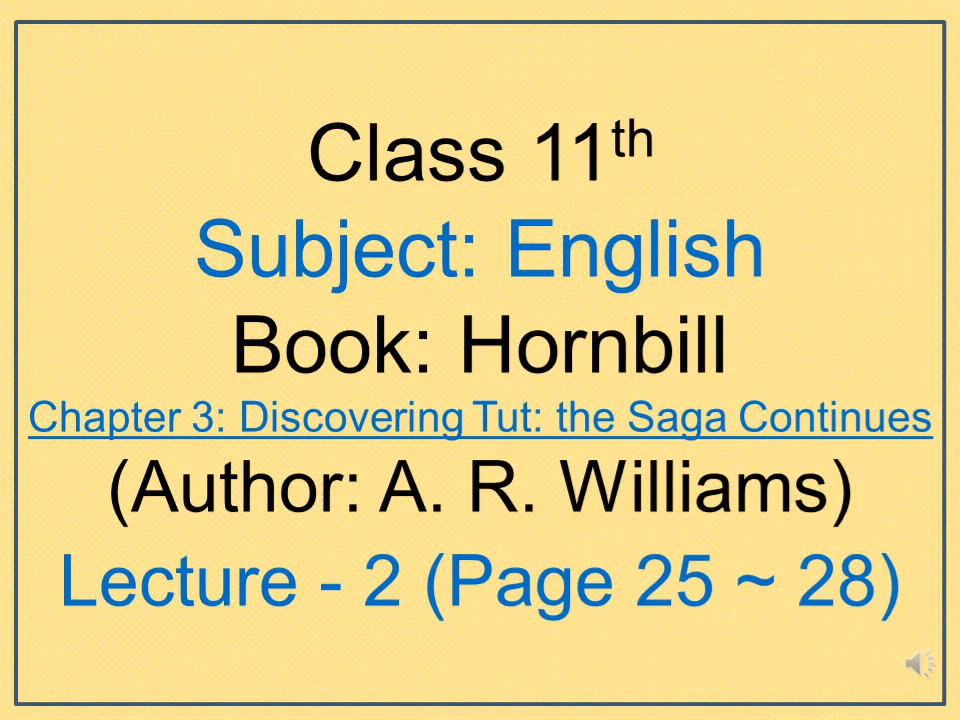 Class 11th
Subject: English
Book: Hornbill
Chapter 3: Discovering Tut: the Saga Continues
(Author: A. R. Williams)
Lecture - 2 (Page 25 ~ 28)